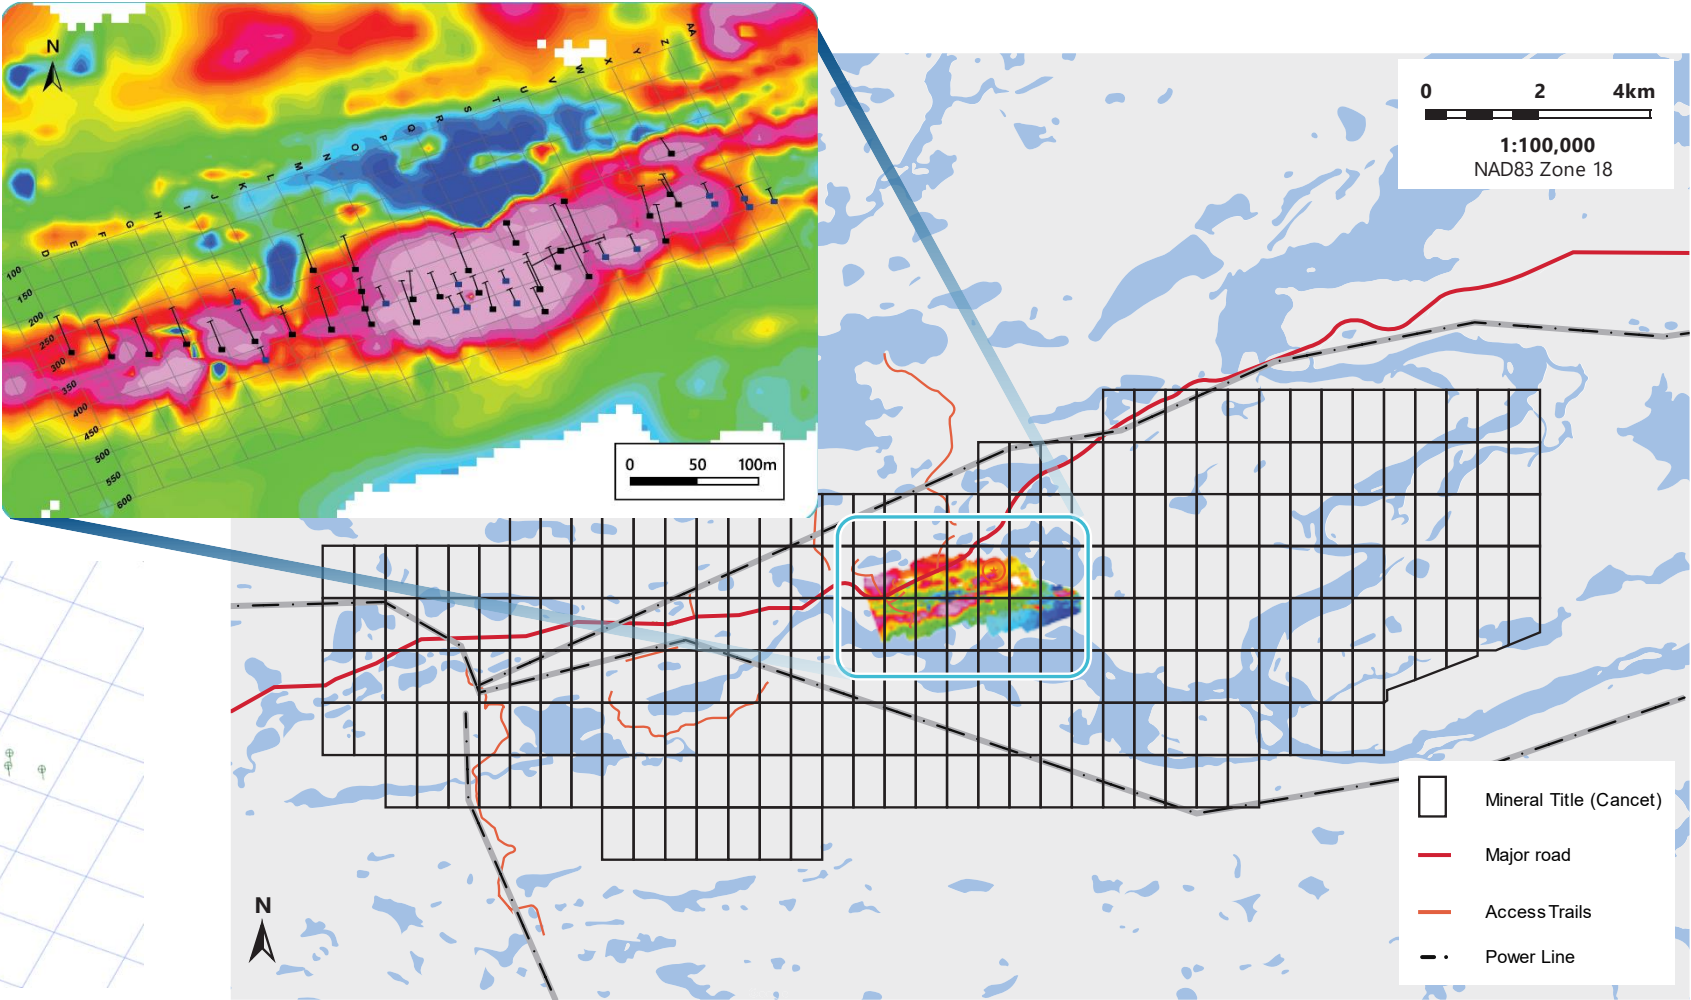 N
D
E
F
G
H
I
J
K
L
M
N
O
P
Q
R
S
T
U
V
W
X
Y
Z
AA
100
150
200
250
300
350
400
450
500
550
600
0 50 100m
0 2 4km
1:100,000
NAD83 Zone 18
N
Mineral Title (Cancet)
Major road
Access Trails
Power Line